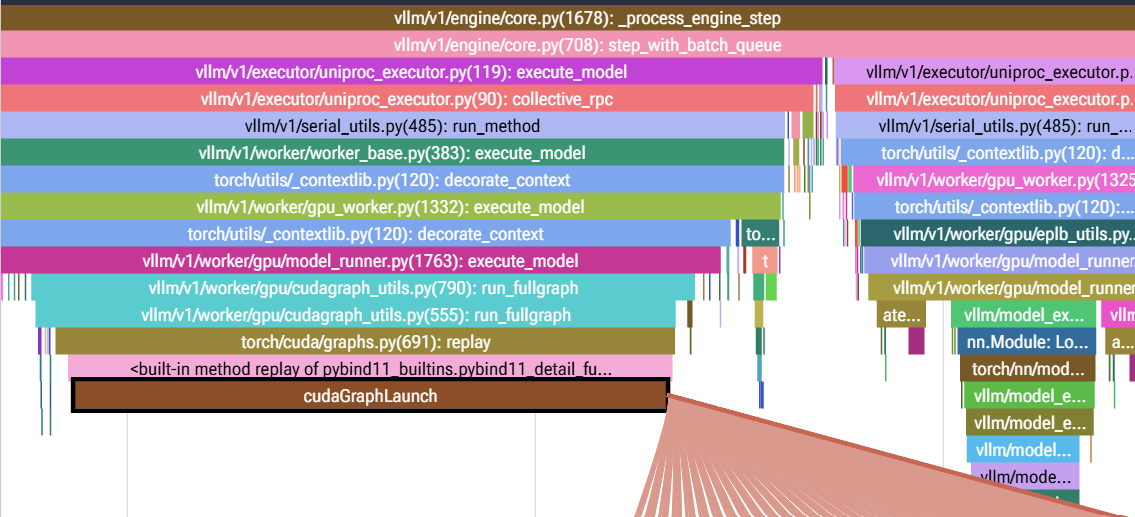 vllm/v1/engine/core.py(1678): _process_engine_step
vllm/v1/engine/core.py(708): step_with_batch_queue
vllm/v1/executor/uniproc_executor.py(119): execute_model
vllm/v1/executor/uniproc_executor.p...
vllm/v1/executor/uniproc_executor.py(90): collective_rpc
vllm/v1/executor/uniproc_executor.p...
vllm/v1/serial_utils.py(485): run_method
vllm/v1/serial_utils.py(485): run_...
vllm/v1/worker/worker_base.py(383): execute_model
torch/utils/_contextlib.py(120): d...
torch/utils/_contextlib.py(120): decorate_context
vllm/v1/worker/gpu_worker.py(1325
vllm/v1/worker/gpu_worker.py(1332): execute_model
torch/utils/_contextlib.py(120):...
torch/utils/_contextlib.py(120): decorate_context
to...
vllm/v1/worker/gpu/eplb_utils.py...
vllm/v1/worker/gpu/model_runner.py(1763): execute_model
t
vllm/v1/worker/gpu/model_runner
vllm/v1/worker/gpu/cudagraph_utils.py(790): run_fullgraph
vllm/v1/worker/gpu/model_runner
vllm/v1/worker/gpu/cudagraph_utils.py(555): run_fullgraph
ate...
vllm/model_ex...
vllm
torch/cuda/graphs.py(691): replay
nn.Module: Lo...
a...
<built-in method replay of pybind11_builtins.pybind11_detail_fu...
torch/nn/mod...
cudaGraphLaunch
vllm/model_e...
vllm/model_e...
vllm/model...
vllm/mode...